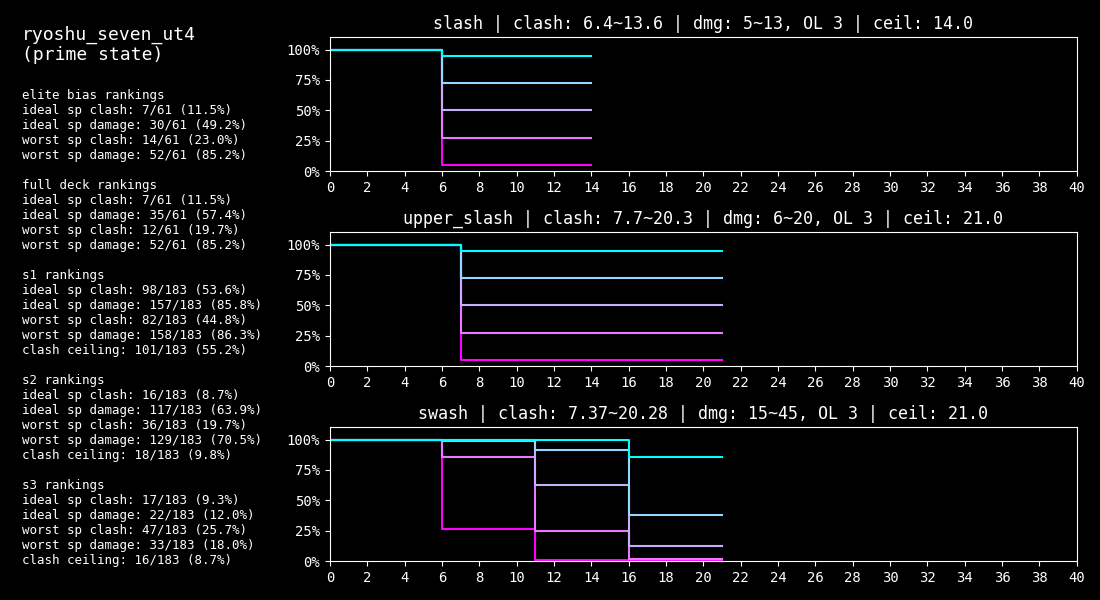 ryoshu_seven_ut4
(prime state)
elite bias rankings
ideal sp clash: 7/61 (11.5%)
ideal sp damage: 30/61 (49.2%)
worst sp clash: 14/61 (23.0%)
worst sp damage: 52/61 (85.2%)
full deck rankings
ideal sp clash: 7/61 (11.5%)
ideal sp damage: 35/61 (57.4%)
worst sp clash: 12/61 (19.7%)
worst sp damage: 52/61 (85.2%)
s1 rankings
ideal sp clash: 98/183 (53.6%)
ideal sp damage: 157/183 (85.8%)
worst sp clash: 82/183 (44.8%)
worst sp damage: 158/183 (86.3%)
clash ceiling: 101/183 (55.2%)
s2 rankings
ideal sp clash: 16/183 (8.7%)
ideal sp damage: 117/183 (63.9%)
worst sp clash: 36/183 (19.7%)
worst sp damage: 129/183 (70.5%)
clash ceiling: 18/183 (9.8%)
s3 rankings
ideal sp clash: 17/183 (9.3%)
ideal sp damage: 22/183 (12.0%)
worst sp clash: 47/183 (25.7%)
worst sp damage: 33/183 (18.0%)
clash ceiling: 16/183 (8.7%)
slash | clash: 6.4~13.6 | dmg: 5~13, OL 3 | ceil: 14.0
100%
75%
50%
25%
0%
0 2 4 6 8 10 12 14 16 18 20 22 24 26 28 30 32 34 36 38 40
upper_slash | clash: 7.7~20.3 | dmg: 6~20, OL 3 | ceil: 21.0
100%
75%
50%
25%
0%
0 2 4 6 8 10 12 14 16 18 20 22 24 26 28 30 32 34 36 38 40
swash | clash: 7.37~20.28 | dmg: 15~45, OL 3 | ceil: 21.0
100%
75%
50%
25%
0%
0 2 4 6 8 10 12 14 16 18 20 22 24 26 28 30 32 34 36 38 40